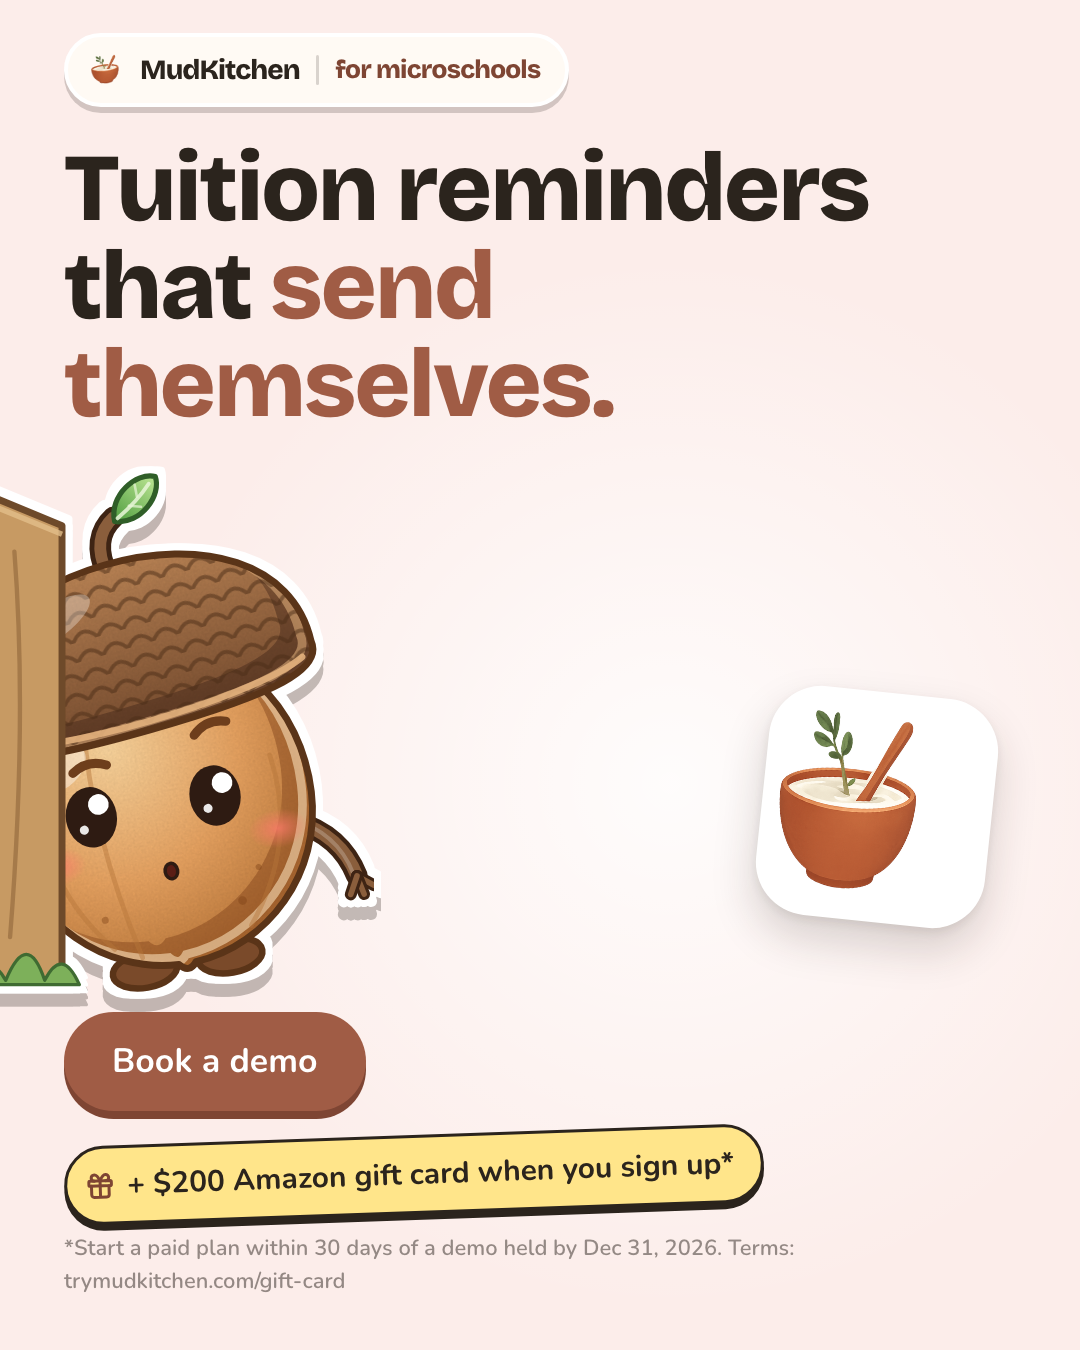 MudKitchen | for microschools
Tuition reminders
that send
themselves.
Book a demo
+ $200 Amazon gift card when you sign up*
*Start a paid plan within 30 days of a demo held by Dec 31, 2026. Terms:
trymudkitchen.com/gift-card